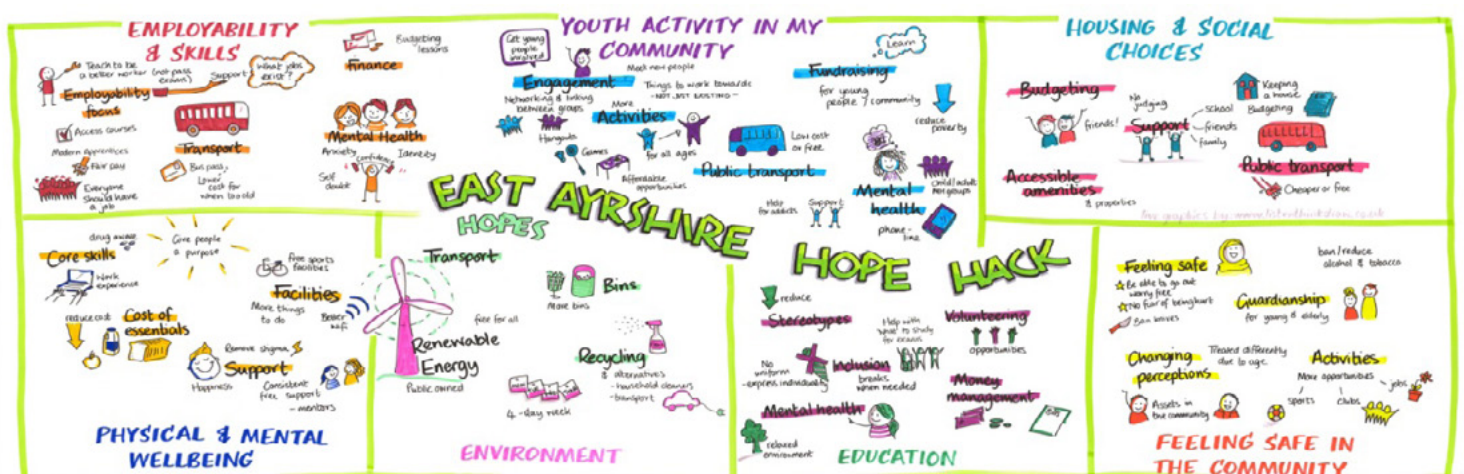 EMPLOYABILITY
& SKILLS
Teach to be
a better worker (not pass
exams)
Support
What jobs
exist?
Employability
focus
Access courses
Modern Apprentices
Fair pay
Everyone
should have
a job
Transport
Bus pass
Lower
cost for
when too old
Budgeting
lessons
Finance
Mental Health
Anxiety
Confidence
Identity
Self
doubt
YOUTH ACTIVITY IN MY
COMMUNITY
Get young
people
involved
Engagement
Meet new people
Networking & linking
between groups
Things to work towards
-NOT JUST EXISTING-
More
Activities
for all ages
Hangouts
Games
Affordable
opportunities
Learn
Fundraising
for young
people / community
reduce
poverty
Low cost
or free
Public transport
Mental
health
child/adult
groups
Help
for addicts
Support
phone-
line
HOUSING & SOCIAL
CHOICES
Budgeting
friends!
No
judging
Support
school
friends
family
Keeping
a house
Budgeting
Public transport
Cheaper or free
Accessible
amenities
& properties
EAST AYRSHIRE
HOPE HACK
HOPES
drug aware
Core skills
Work
experience
Give people
a purpose
free sports
facilities
Facilities
More things
to do
Better
wifi
reduce cost
Cost of
essentials
Remove stigma
Support
Happiness
Consistent
free support
- mentors
PHYSICAL & MENTAL
WELLBEING
Transport
free for all
Renewable
Energy
Public owned
Bins
More bins
Recycling
& alternatives
- household cleaners
- transport
4-day week
ENVIRONMENT
reduce
Stereotypes
Help with
what to study
for exams
Volunteering
opportunities
No
uniform
- express individuality
Inclusion
breaks
when needed
Money
management
Mental health
relaxed
environment
EDUCATION
Feeling safe
Be able to go out
worry free
No fear of being hurt
Ban knives
ban/reduce
alcohol & tobacco
Guardianship
for young & elderly
Changing
perceptions
Treated differently
due to age
Assets in
the community
Activities
More opportunities
sports
clubs
jobs
FEELING SAFE IN
THE COMMUNITY